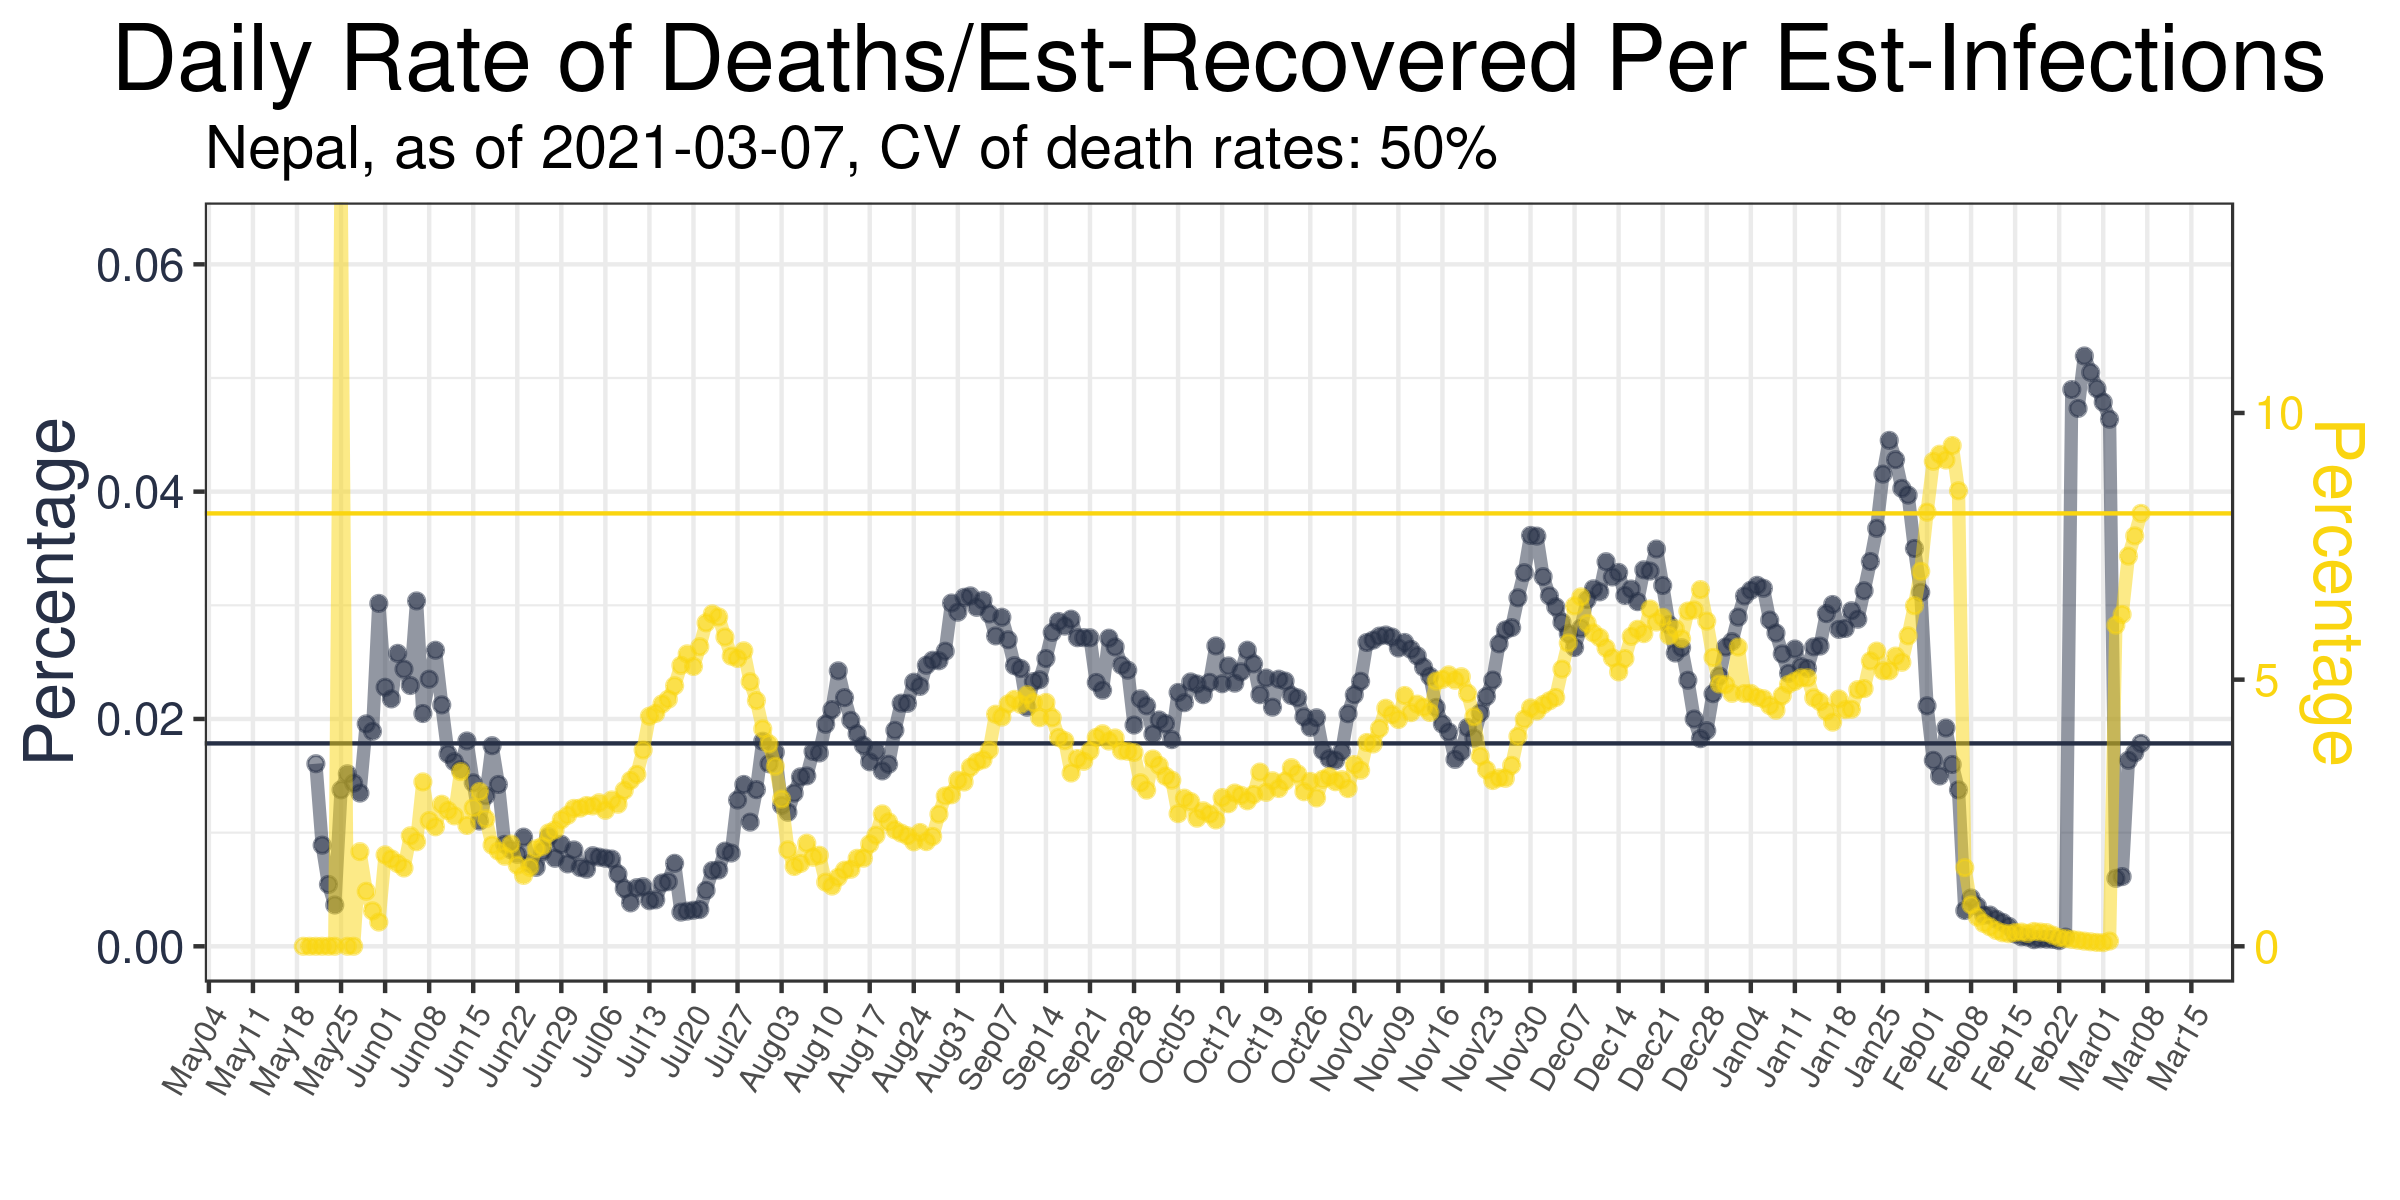 Daily Rate of Deaths/Est-Recovered Per Est-Infections
Nepal, as of 2021-03-07, CV of death rates: 50%
Percentage
0.06
0.04
0.02
0.00
10
5
0
Percentage
May04
May11
May18
May25
Jun01
Jun08
Jun15
Jun22
Jun29
Jul06
Jul13
Jul20
Jul27
Aug03
Aug10
Aug17
Aug24
Aug31
Sep07
Sep14
Sep21
Sep28
Oct05
Oct12
Oct19
Oct26
Nov02
Nov09
Nov16
Nov23
Nov30
Dec07
Dec14
Dec21
Dec28
Jan04
Jan11
Jan18
Jan25
Feb01
Feb08
Feb15
Feb22
Mar01
Mar08
Mar15